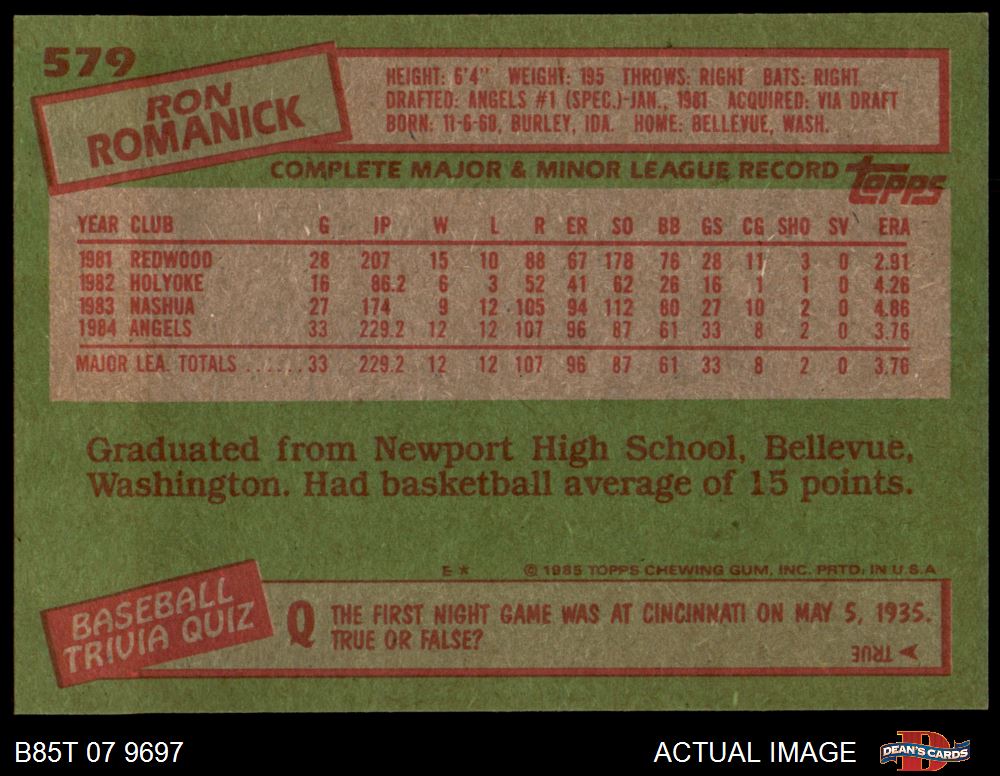 579
RON
ROMANICK
HEIGHT: 6'4" WEIGHT: 195 THROWS: RIGHT BATS: RIGHT
DRAFTED: ANGELS #1 (SPEC.)-JAN., 1981 ACQUIRED: VIA DRAFT
BORN: 11-6-60, BURLEY, IDA. HOME: BELLEVUE, WASH.
COMPLETE MAJOR & MINOR LEAGUE RECORD topps
YEAR CLUB G IP W L R ER SO BB GS CG SHO SV ERA
1981 REDWOOD 28 207 15 10 88 67 178 76 28 11 3 0 2.91
1982 HOLYOKE 16 86.2 6 3 52 41 62 26 16 1 1 0 4.26
1983 NASHUA 27 174 9 12 105 94 112 80 27 10 2 0 4.86
1984 ANGELS 33 229.2 12 12 107 96 87 61 33 8 2 0 3.76
MAJOR LEA. TOTALS ...... 33 229.2 12 12 107 96 87 61 33 8 2 0 3.76
Graduated from Newport High School, Bellevue,
Washington. Had basketball average of 15 points.
E * © 1985 TOPPS CHEWING GUM, INC. PRTD. IN U.S.A
BASEBALL
TRIVIA QUIZ
Q THE FIRST NIGHT GAME WAS AT CINCINNATI ON MAY 5, 1935.
TRUE OR FALSE?
TRUE
B85T 07 9697
ACTUAL IMAGE
DEAN'S CARDS